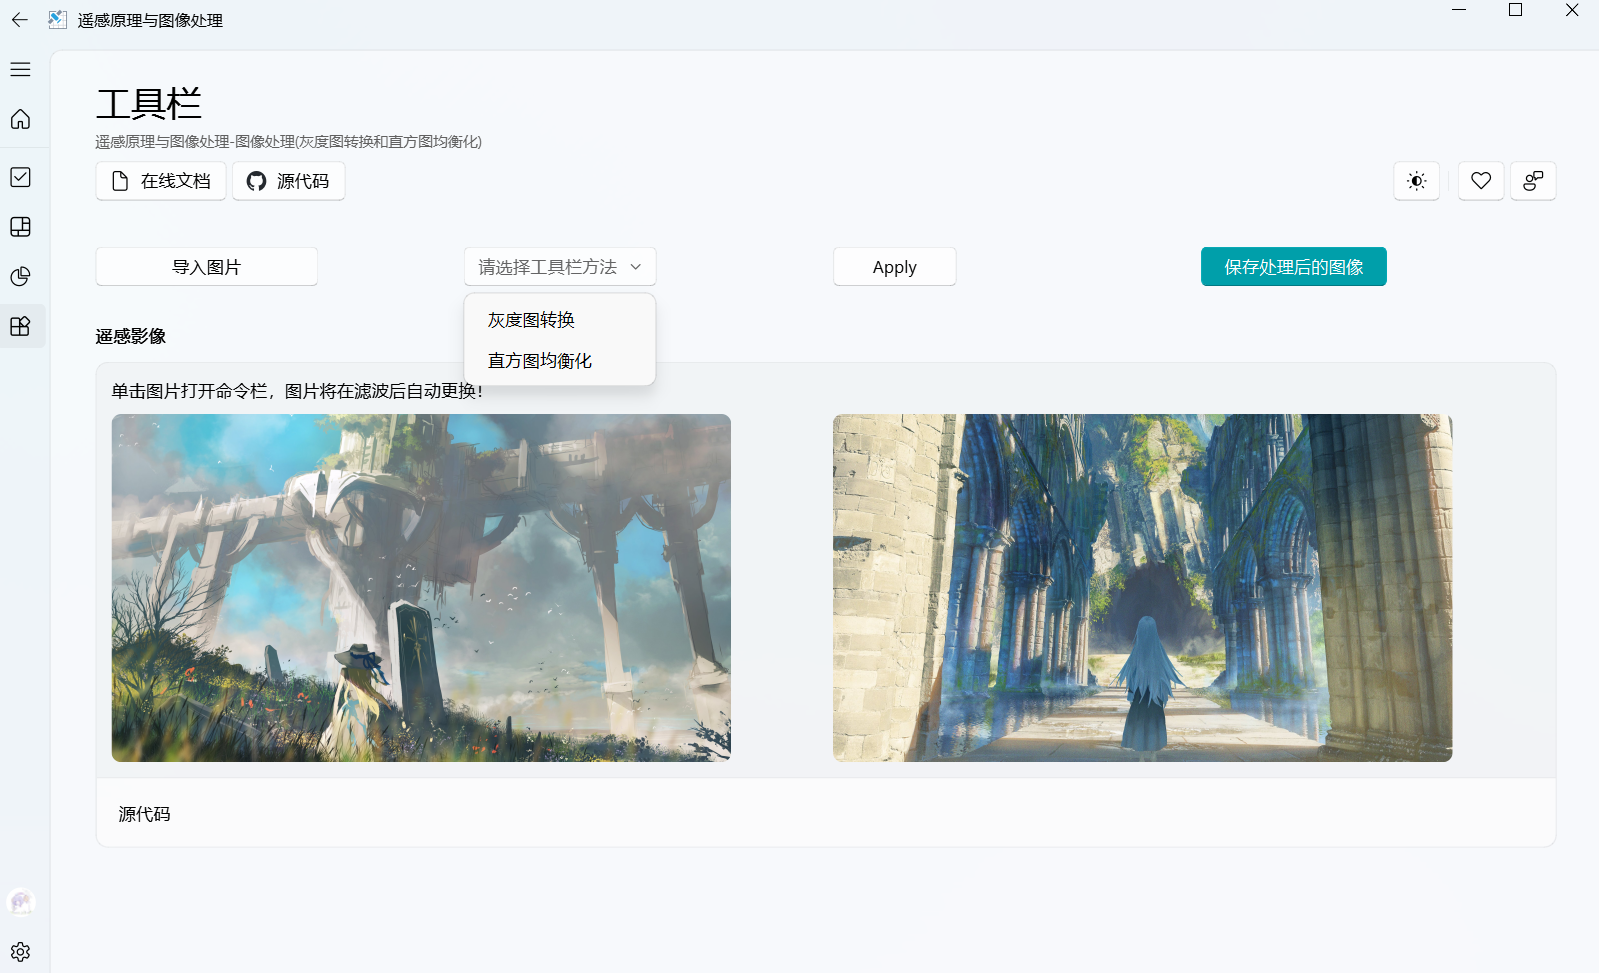 遥感原理与图像处理
工具栏
遥感原理与图像处理-图像处理(灰度图转换和直方图均衡化)
在线文档
源代码
导入图片
请选择工具栏方法
Apply
保存处理后的图像
灰度图转换
直方图均衡化
遥感影像
单击图片打开命令栏，图片将在滤波后自动更换！
源代码